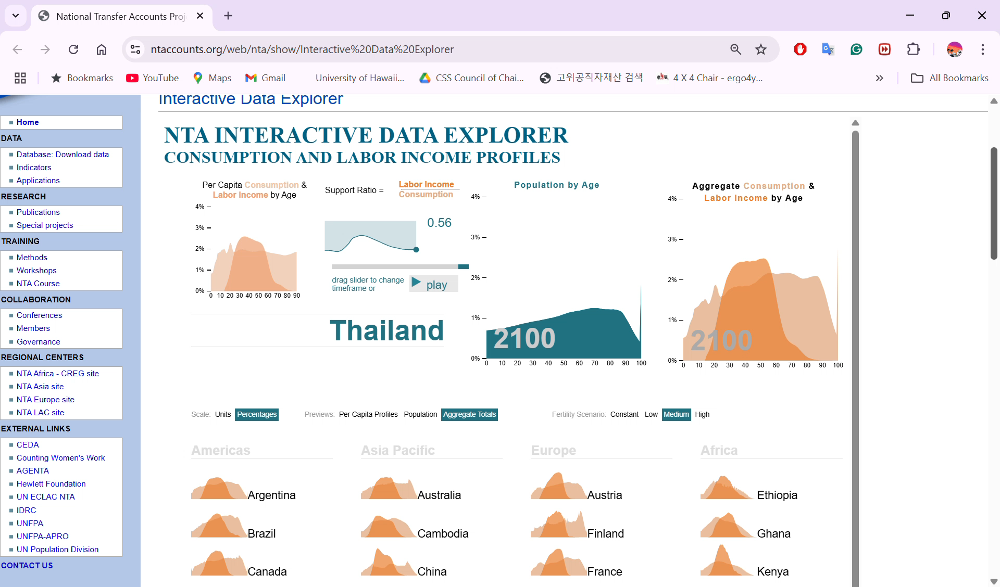 National Transfer Accounts Proj
ntaccounts.org/web/nta/show/Interactive%20Data%20Explorer
Bookmarks
YouTube
Maps
Gmail
University of Hawaii...
CSS Council of Chai...
고위공직자재산 검색
4 X 4 Chair - ergo4y...
»
All Bookmarks
Interactive Data Explorer
Home
DATA
Database: Download data
Indicators
Applications
RESEARCH
Publications
Special projects
TRAINING
Methods
Workshops
NTA Course
COLLABORATION
Conferences
Members
Governance
REGIONAL CENTERS
NTA Africa - CREG site
NTA Asia site
NTA Europe site
NTA LAC site
EXTERNAL LINKS
CEDA
Counting Women's Work
AGENTA
Hewlett Foundation
UN ECLAC NTA
IDRC
UNFPA
UNFPA-APRO
UN Population Division
CONTACT US
NTA INTERACTIVE DATA EXPLORER
CONSUMPTION AND LABOR INCOME PROFILES
Per Capita Consumption &
Labor Income by Age
4%
3%
2%
1%
0%
0 10 20 30 40 50 60 70 80 90
Support Ratio =
Labor Income
Consumption
0.56
drag slider to change
timeframe or
play
Thailand
Population by Age
4%
3%
2%
1%
0%
2100
0 10 20 30 40 50 60 70 80 90 100
Aggregate Consumption &
Labor Income by Age
4%
3%
2%
1%
0%
2100
0 10 20 30 40 50 60 70 80 90 100
Scale: Units Percentages
Previews: Per Capita Profiles Population Aggregate Totals
Fertility Scenario: Constant Low Medium High
Americas
Asia Pacific
Europe
Africa
Argentina
Australia
Austria
Ethiopia
Brazil
Cambodia
Finland
Ghana
Canada
China
France
Kenya